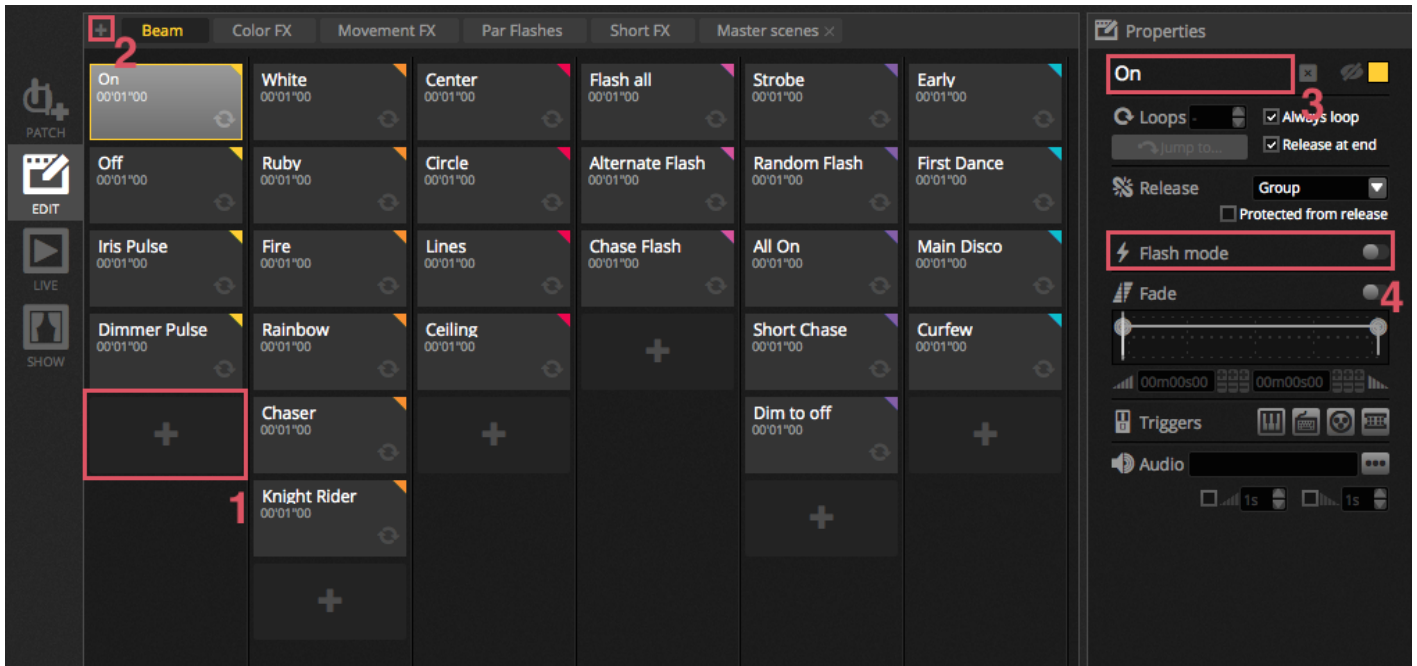 + Beam Color FX Movement FX Par Flashes Short FX Master scenes ×
2
PATCH
EDIT
LIVE
SHOW
On
00'01"00
Off
00'01"00
Iris Pulse
00'01"00
Dimmer Pulse
00'01"00
+
1
White
00'01"00
Ruby
00'01"00
Fire
00'01"00
Rainbow
00'01"00
Chaser
00'01"00
Knight Rider
00'01"00
+
Center
00'01"00
Circle
00'01"00
Lines
00'01"00
Ceiling
00'01"00
+
Flash all
00'01"00
Alternate Flash
00'01"00
Chase Flash
00'01"00
+
Strobe
00'01"00
Random Flash
00'01"00
All On
00'01"00
Short Chase
00'01"00
Dim to off
00'01"00
+
Early
00'01"00
First Dance
00'01"00
Main Disco
00'01"00
Curfew
00'01"00
+
Properties
On
3
Loops - Always loop
Jump to... Release at end
Release Group
Protected from release
Flash mode
Fade
4
00m00s00 00m00s00
Triggers
Audio
1s 1s